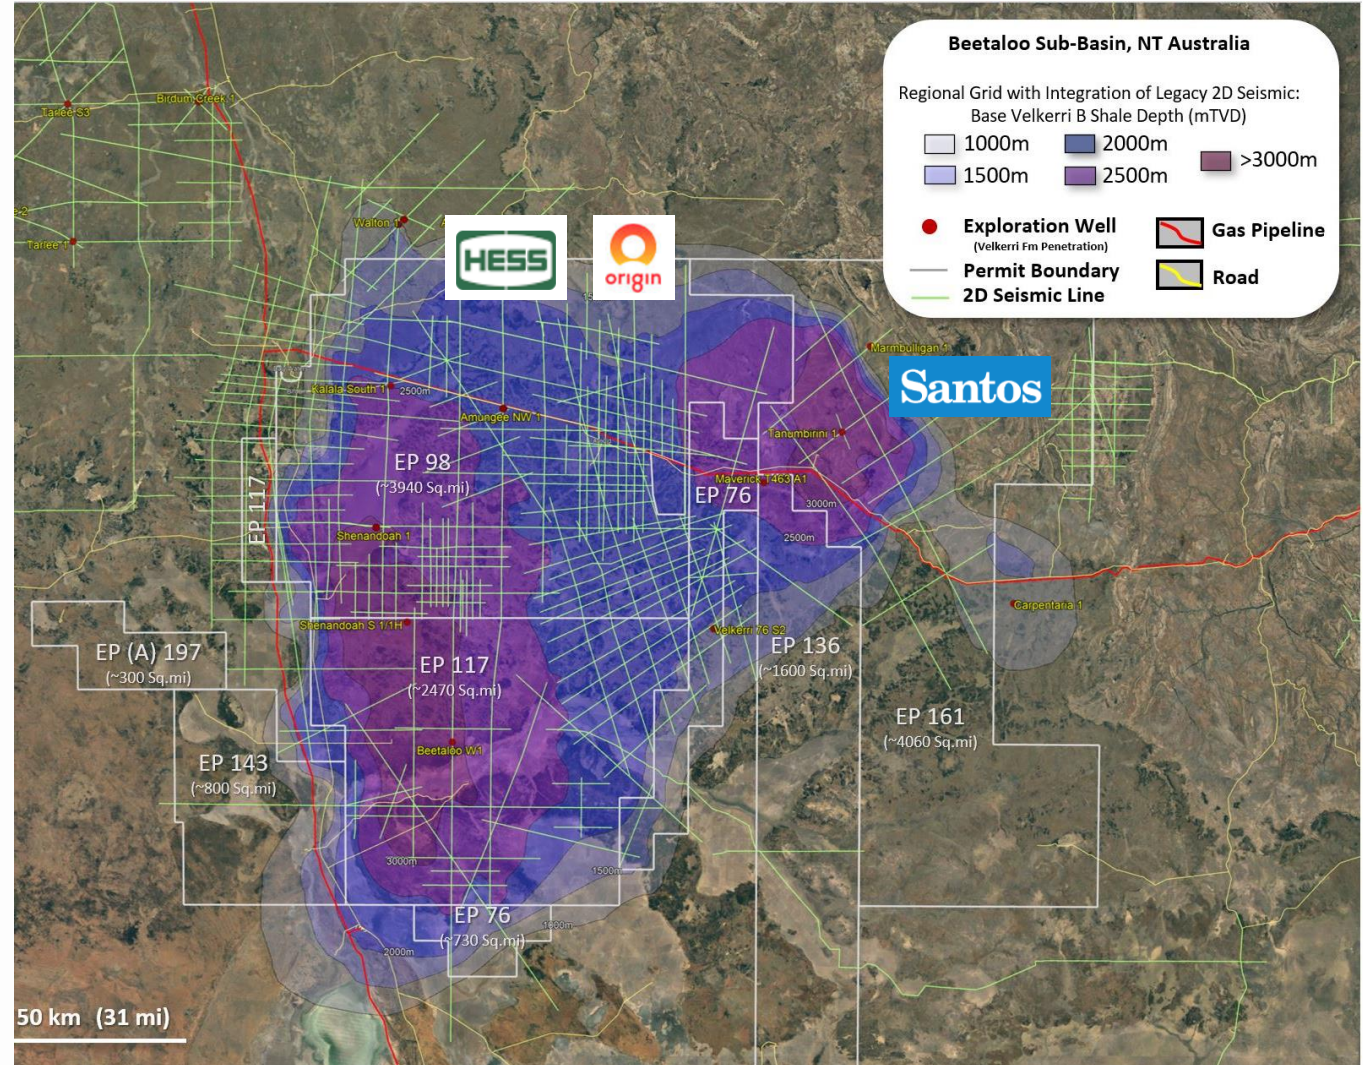 Beetaloo Sub-Basin, NT Australia
Regional Grid with Integration of Legacy 2D Seismic:
Base Velkerri B Shale Depth (mTVD)
1000m
2000m
>3000m
1500m
2500m
Exploration Well
(Velkerri Fm Penetration)
Gas Pipeline
Permit Boundary
Road
2D Seismic Line
Tarlee S3
Birdum Creek 1
Walton 1
Tarlee 1
HESS
origin
Marmbulligan 1
Santos
Kalala South 1
2500m
Amungee NW 1
Tanumbirini 1
EP 98
(~3940 Sq.mi)
Maverick 1463A1
EP 76
EP 117
3000m
Shenandoah 1
2500m
Carpentaria 1
Shenandoah S 1/1H
Velkerri 76 S2
EP (A) 197
(~300 Sq.mi)
EP 117
(~2470 Sq.mi)
EP 136
(~1600 Sq.mi)
EP 161
(~4060 Sq.mi)
Beetaloo W1
EP 143
(~800 Sq.mi)
3000m
1500m
EP 76
(~730 Sq.mi)
1000m
2000m
50 km (31 mi)